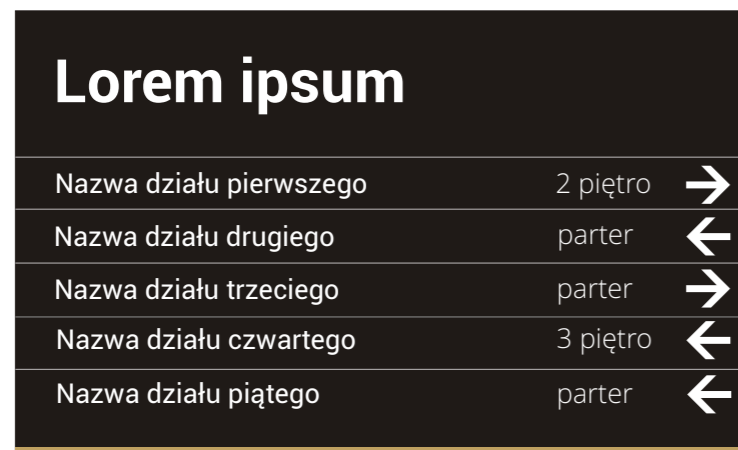 Lorem ipsum
Nazwa działu pierwszego 2 piętro →
Nazwa działu drugiego parter ←
Nazwa działu trzeciego parter →
Nazwa działu czwartego 3 piętro ←
Nazwa działu piątego parter ←